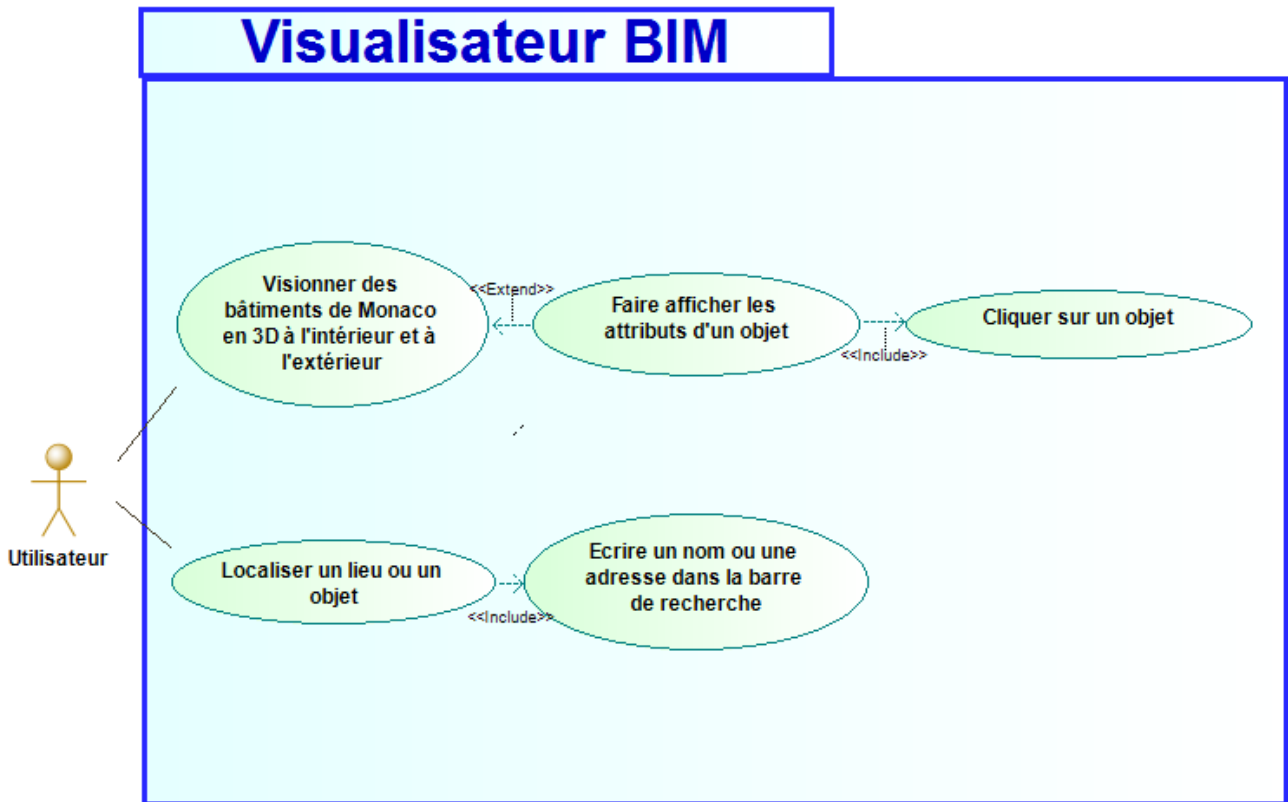 Visualisateur BIM
Visionner des
bâtiments de Monaco
en 3D à l'intérieur et à
l'extérieur
<<Extend>>
Faire afficher les
attributs d'un objet
<<Include>>
Cliquer sur un objet
Utilisateur
Localiser un lieu ou un
objet
<<Include>>
Ecrire un nom ou une
adresse dans la barre
de recherche